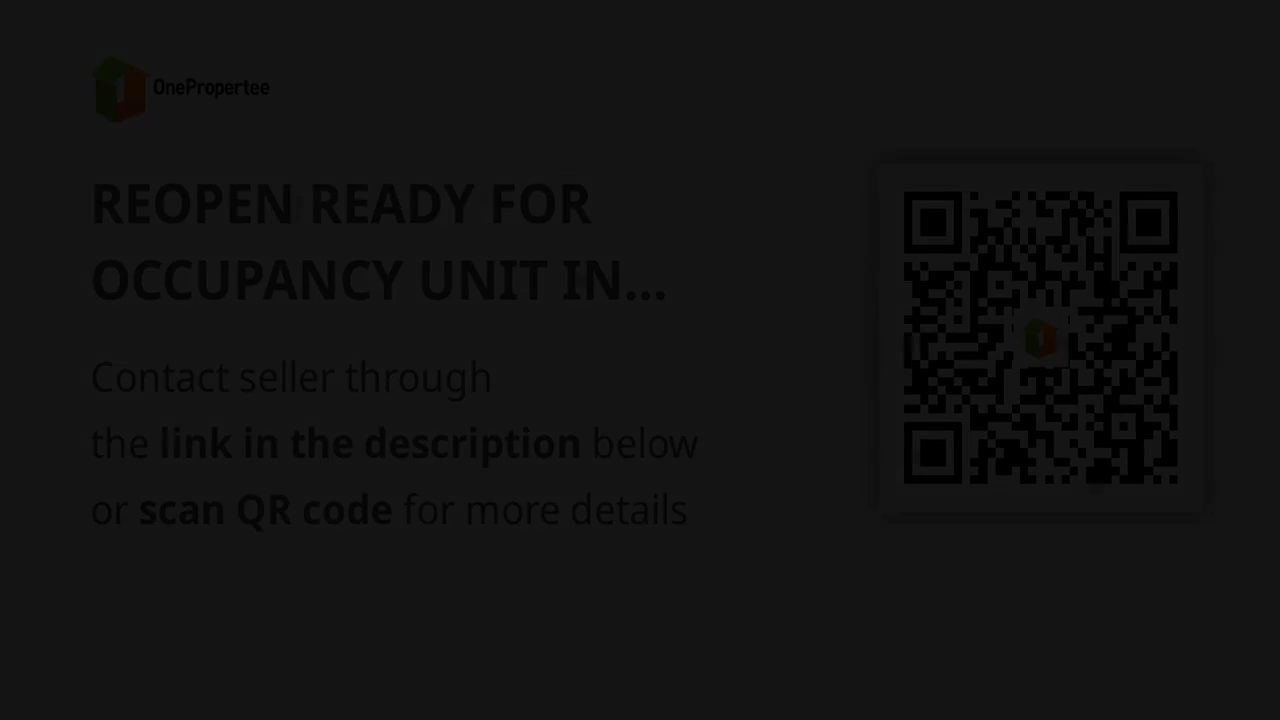 OnePropertee
REOPEN READY FOR
OCCUPANCY UNIT IN...
Contact seller through
the link in the description below
or scan QR code for more details